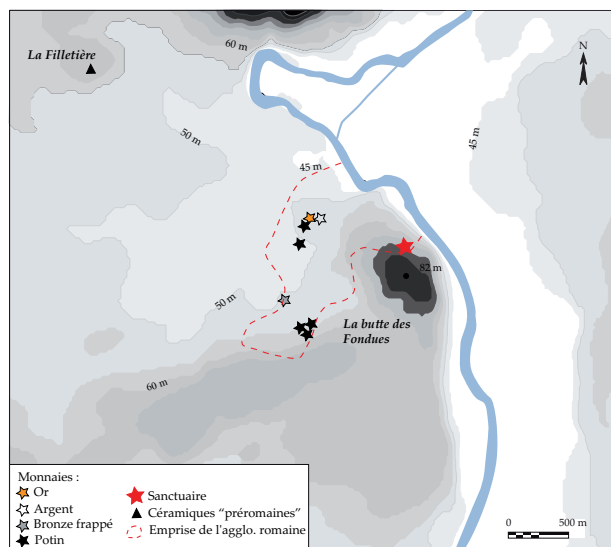 60 m
La Filletière
N
50 m
45 m
45 m
82 m
50 m
La butte des
Fondues
60 m
Monnaies :
Or
Argent
Bronze frappé
Potin
Sanctuaire
Céramiques "préromaines"
Emprise de l'agglo. romaine
0
500 m